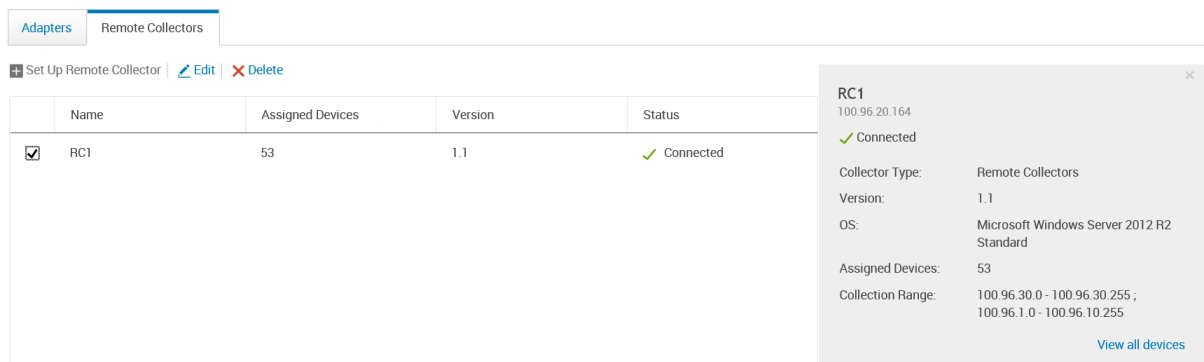 Adapters Remote Collectors
Set Up Remote Collector Edit Delete
Name Assigned Devices Version Status
RC1 53 1.1 Connected
RC1
100.96.20.164
Connected
Collector Type: Remote Collectors
Version: 1.1
OS: Microsoft Windows Server 2012 R2
Standard
Assigned Devices: 53
Collection Range: 100.96.30.0 - 100.96.30.255 ;
100.96.1.0 - 100.96.10.255
View all devices